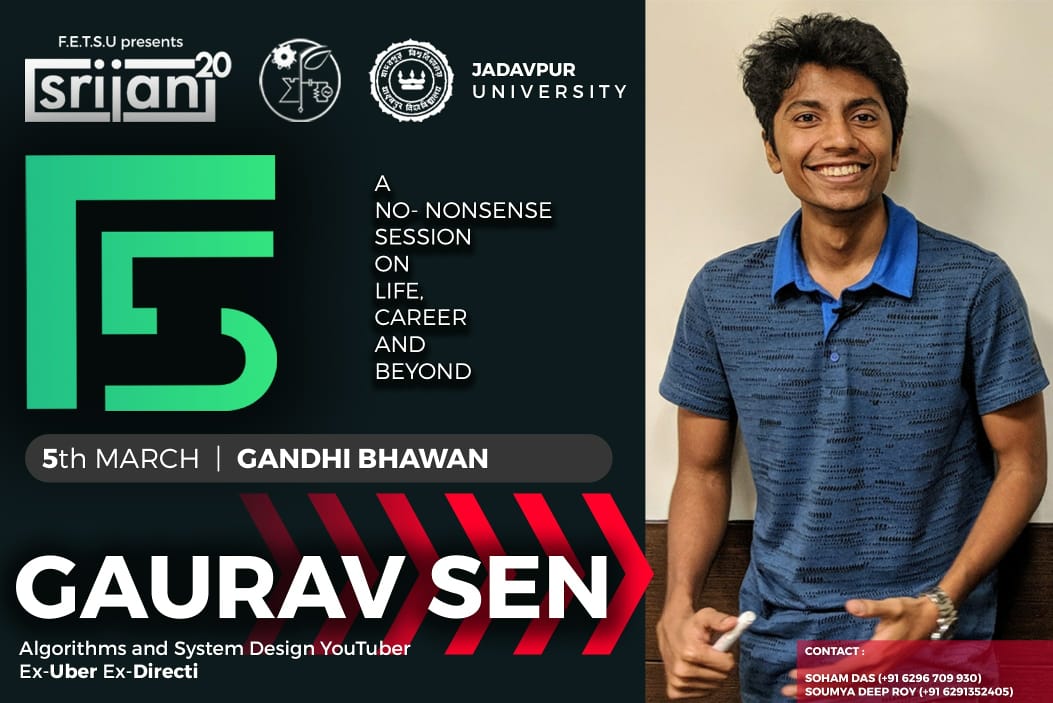 F.E.T.S.U presents
srijan 20
JADAVPUR
UNIVERSITY
A
NO- NONSENSE
SESSION
ON
LIFE,
CAREER
AND
BEYOND
5th MARCH | GANDHI BHAWAN
GAURAV SEN
Algorithms and System Design YouTuber
Ex-Uber Ex-Directi
CONTACT :
SOHAM DAS (+91 6296 709 930)
SOUMYA DEEP ROY (+91 6291352405)